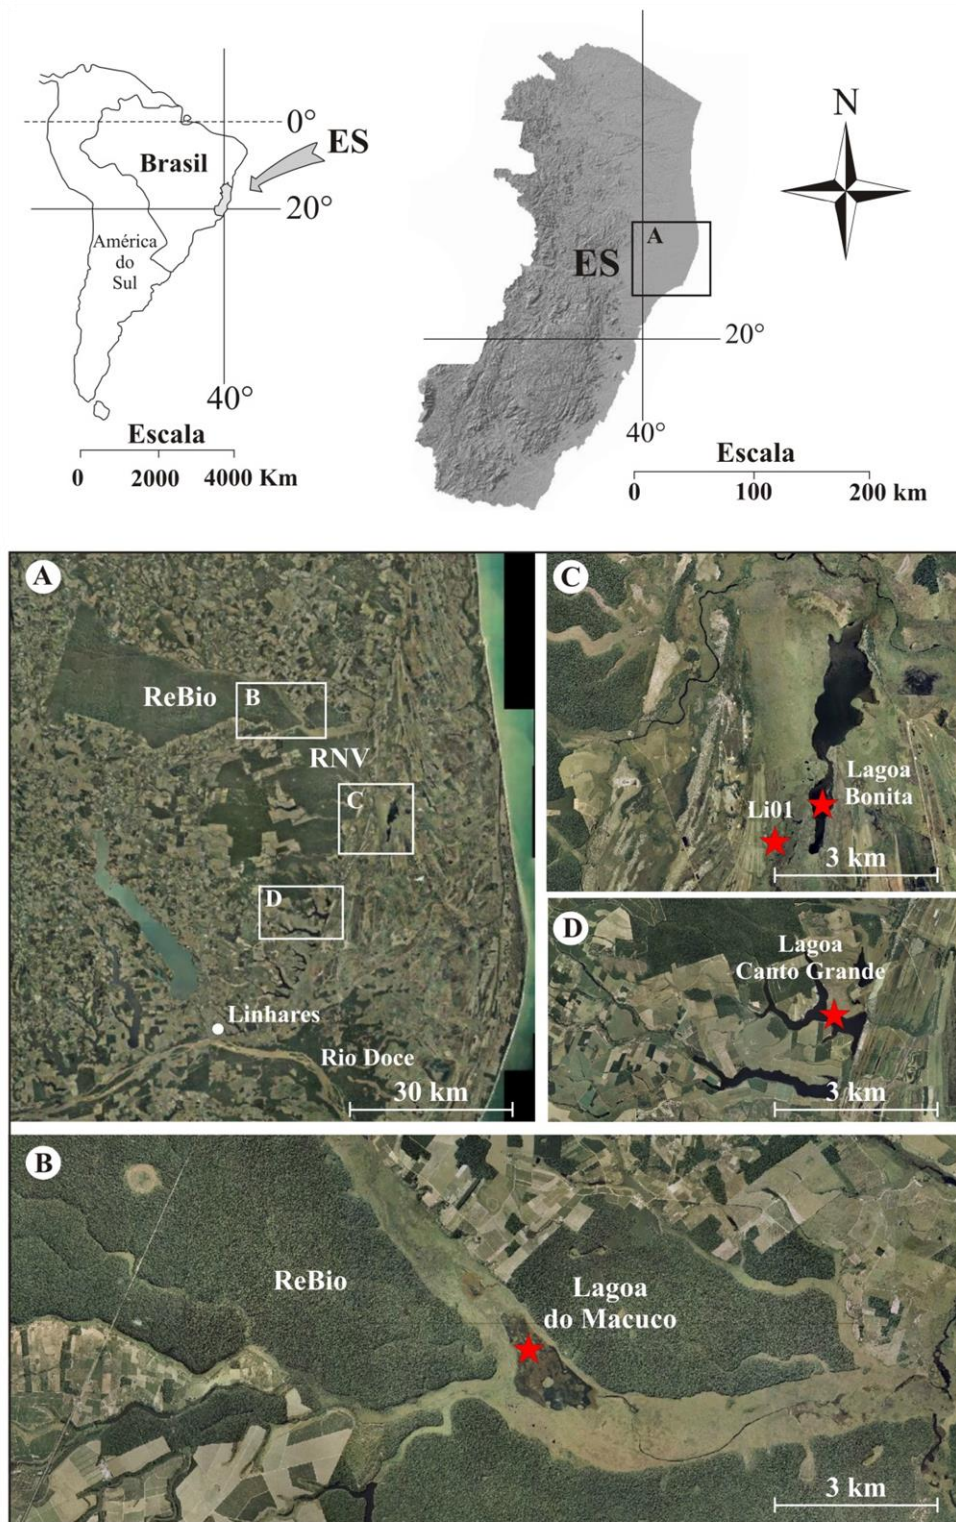 0°
ES
Brasil
20°
América
do
Sul
40°
Escala
0 2000 4000 Km
N
A
ES
20°
40°
Escala
0 100 200 km
A
ReBio
B
RNV
C
D
Linhares
Rio Doce
30 km
C
Lagoa
Bonita
Li01
3 km
D
Lagoa
Canto Grande
3 km
B
ReBio
Lagoa
do Macuco
3 km